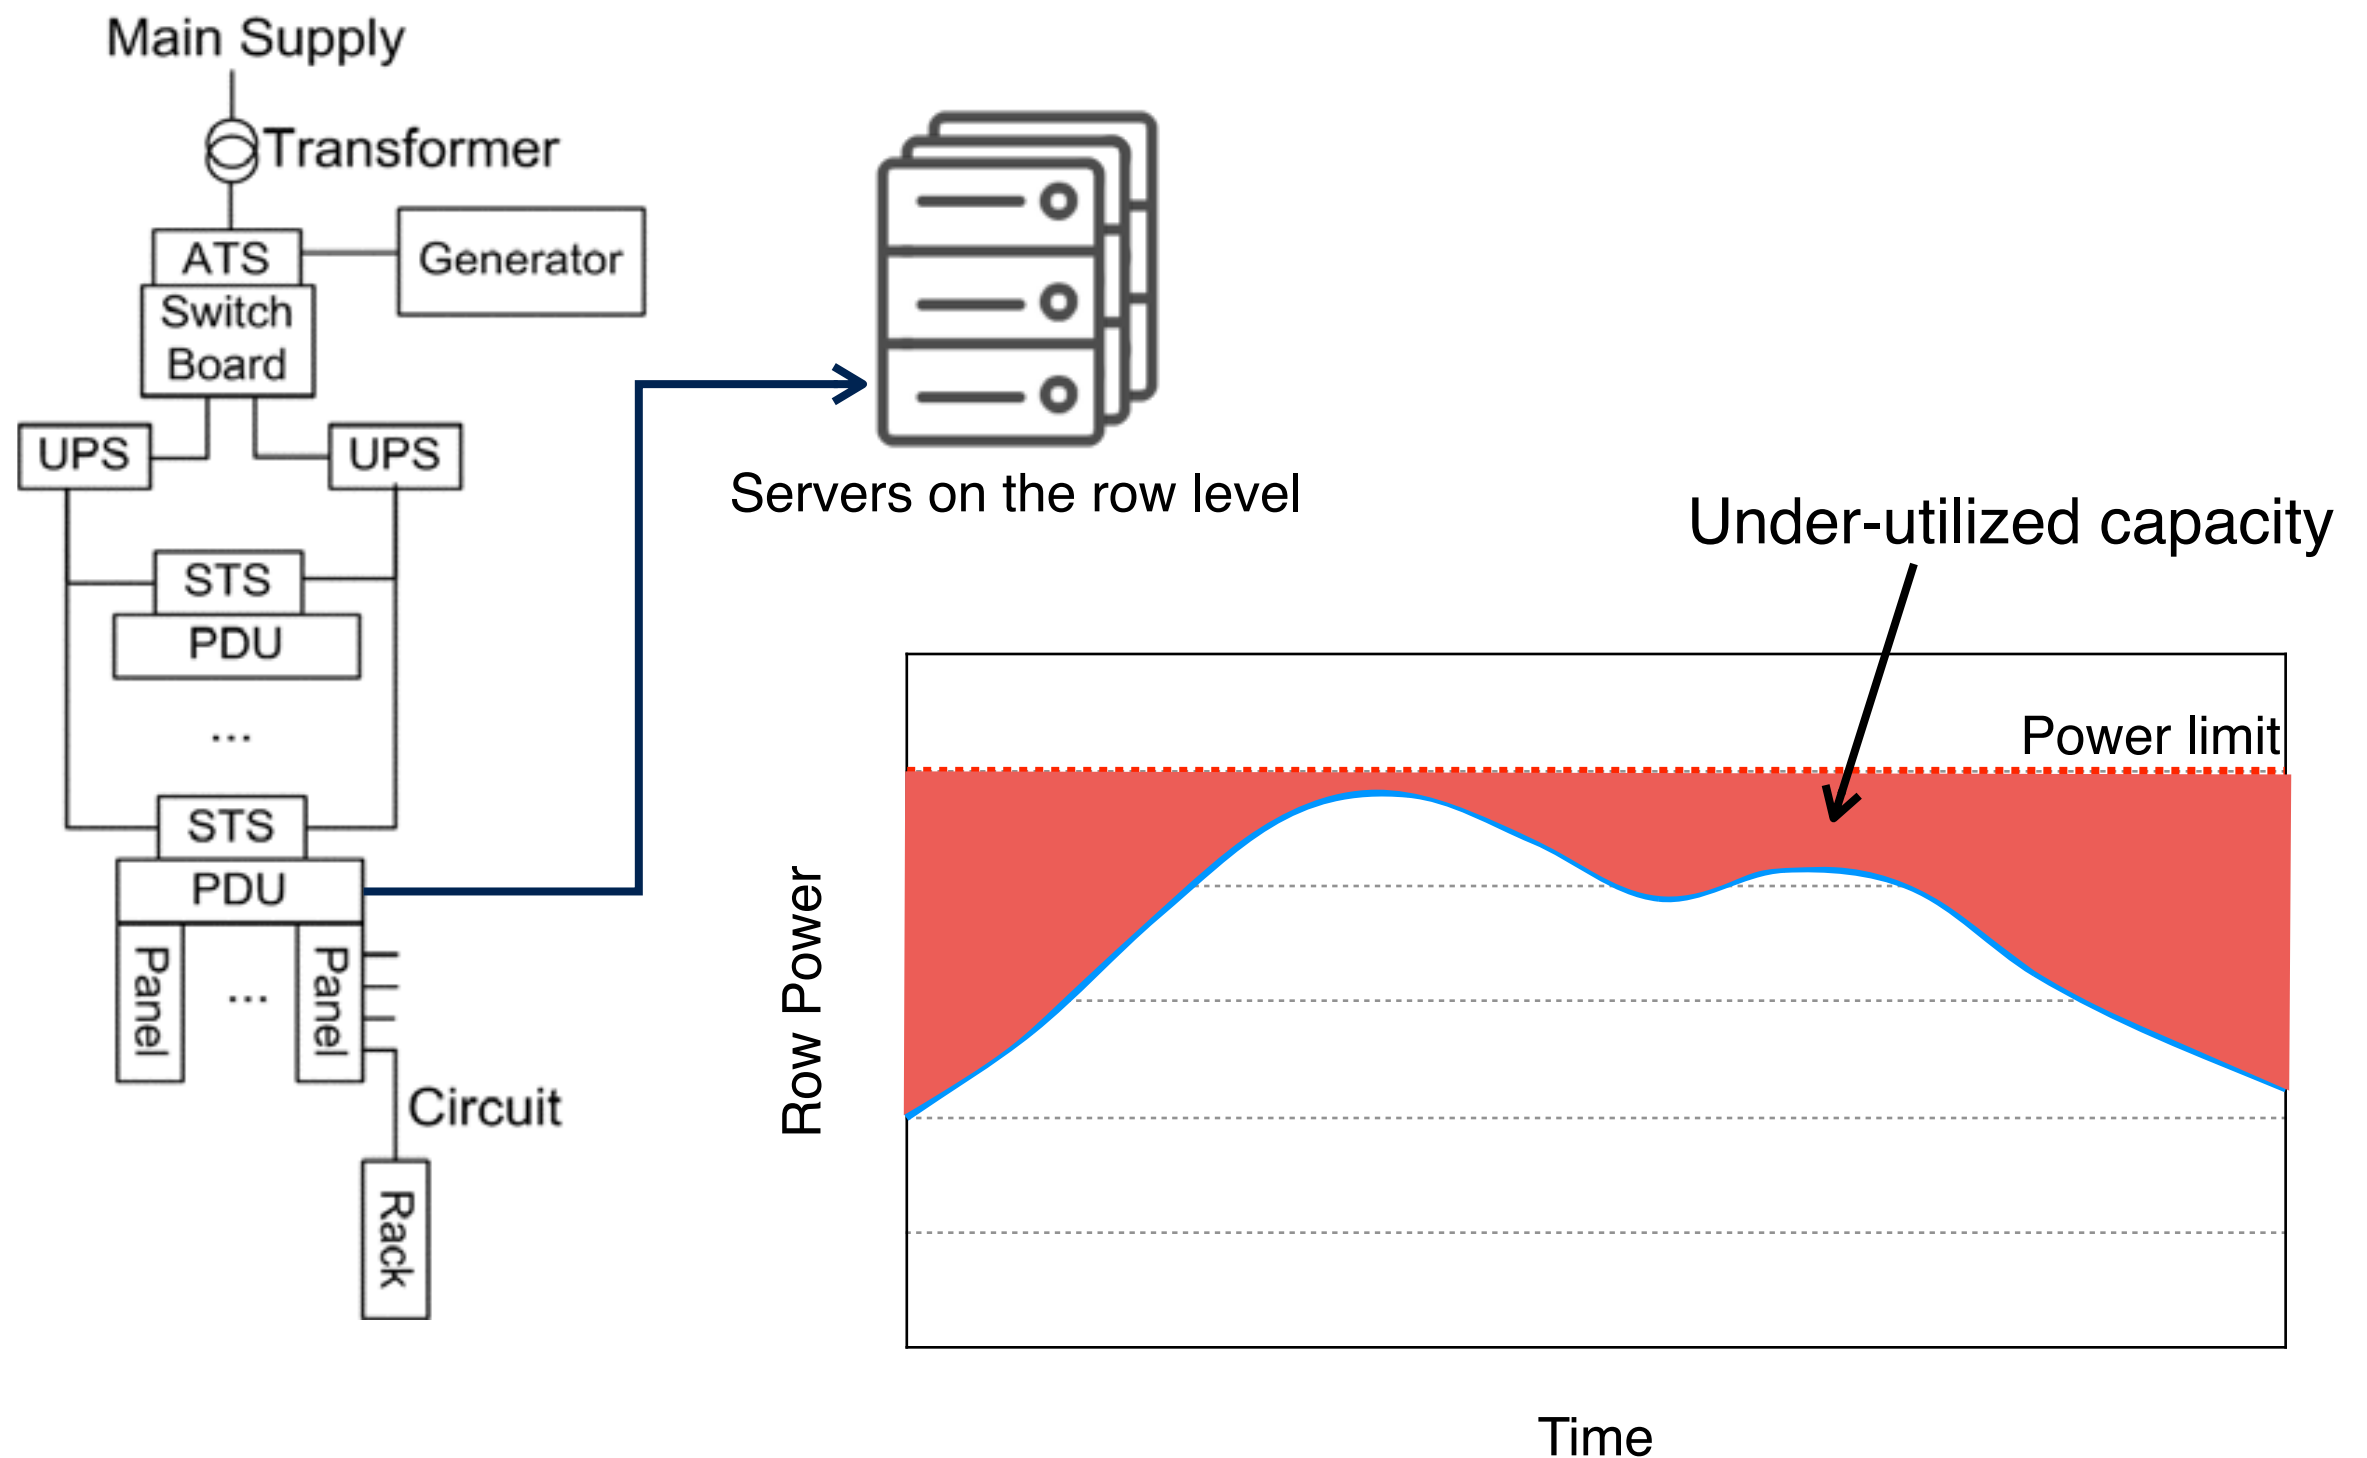 Main Supply
Transformer
ATS
Generator
Switch
Board
UPS
UPS
STS
PDU
...
STS
PDU
Panel
...
Panel
Circuit
Rack
Servers on the row level
Under-utilized capacity
Power limit
Row Power
Time